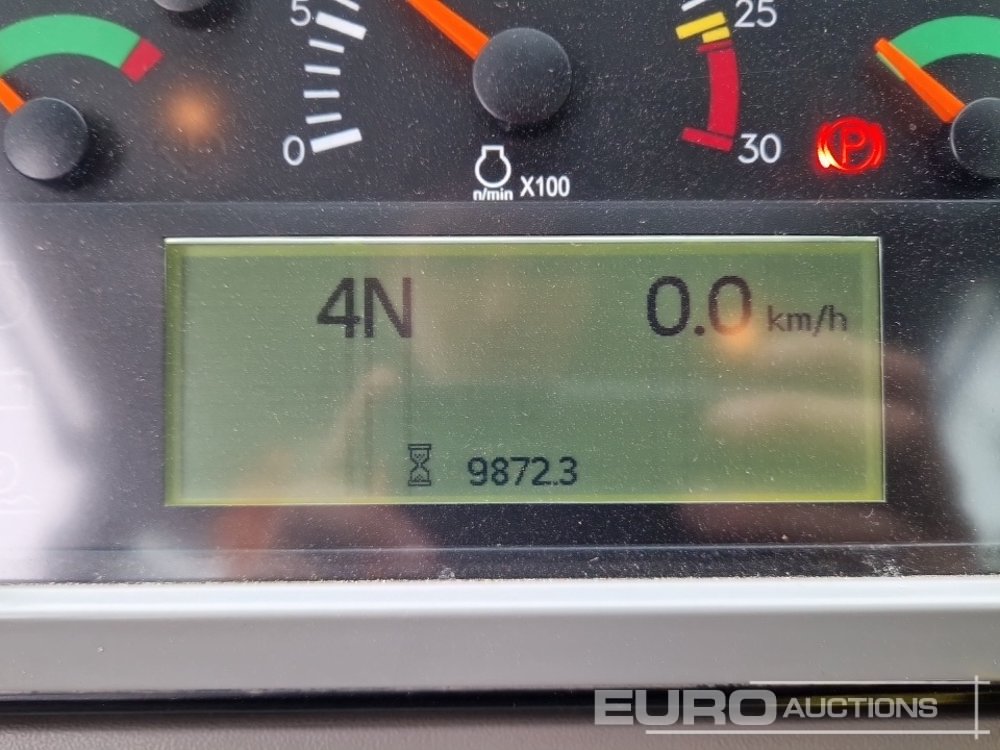 5
25
0
30
P
n/min X100
4N 0.0 km/h
9872.3
EURO AUCTIONS